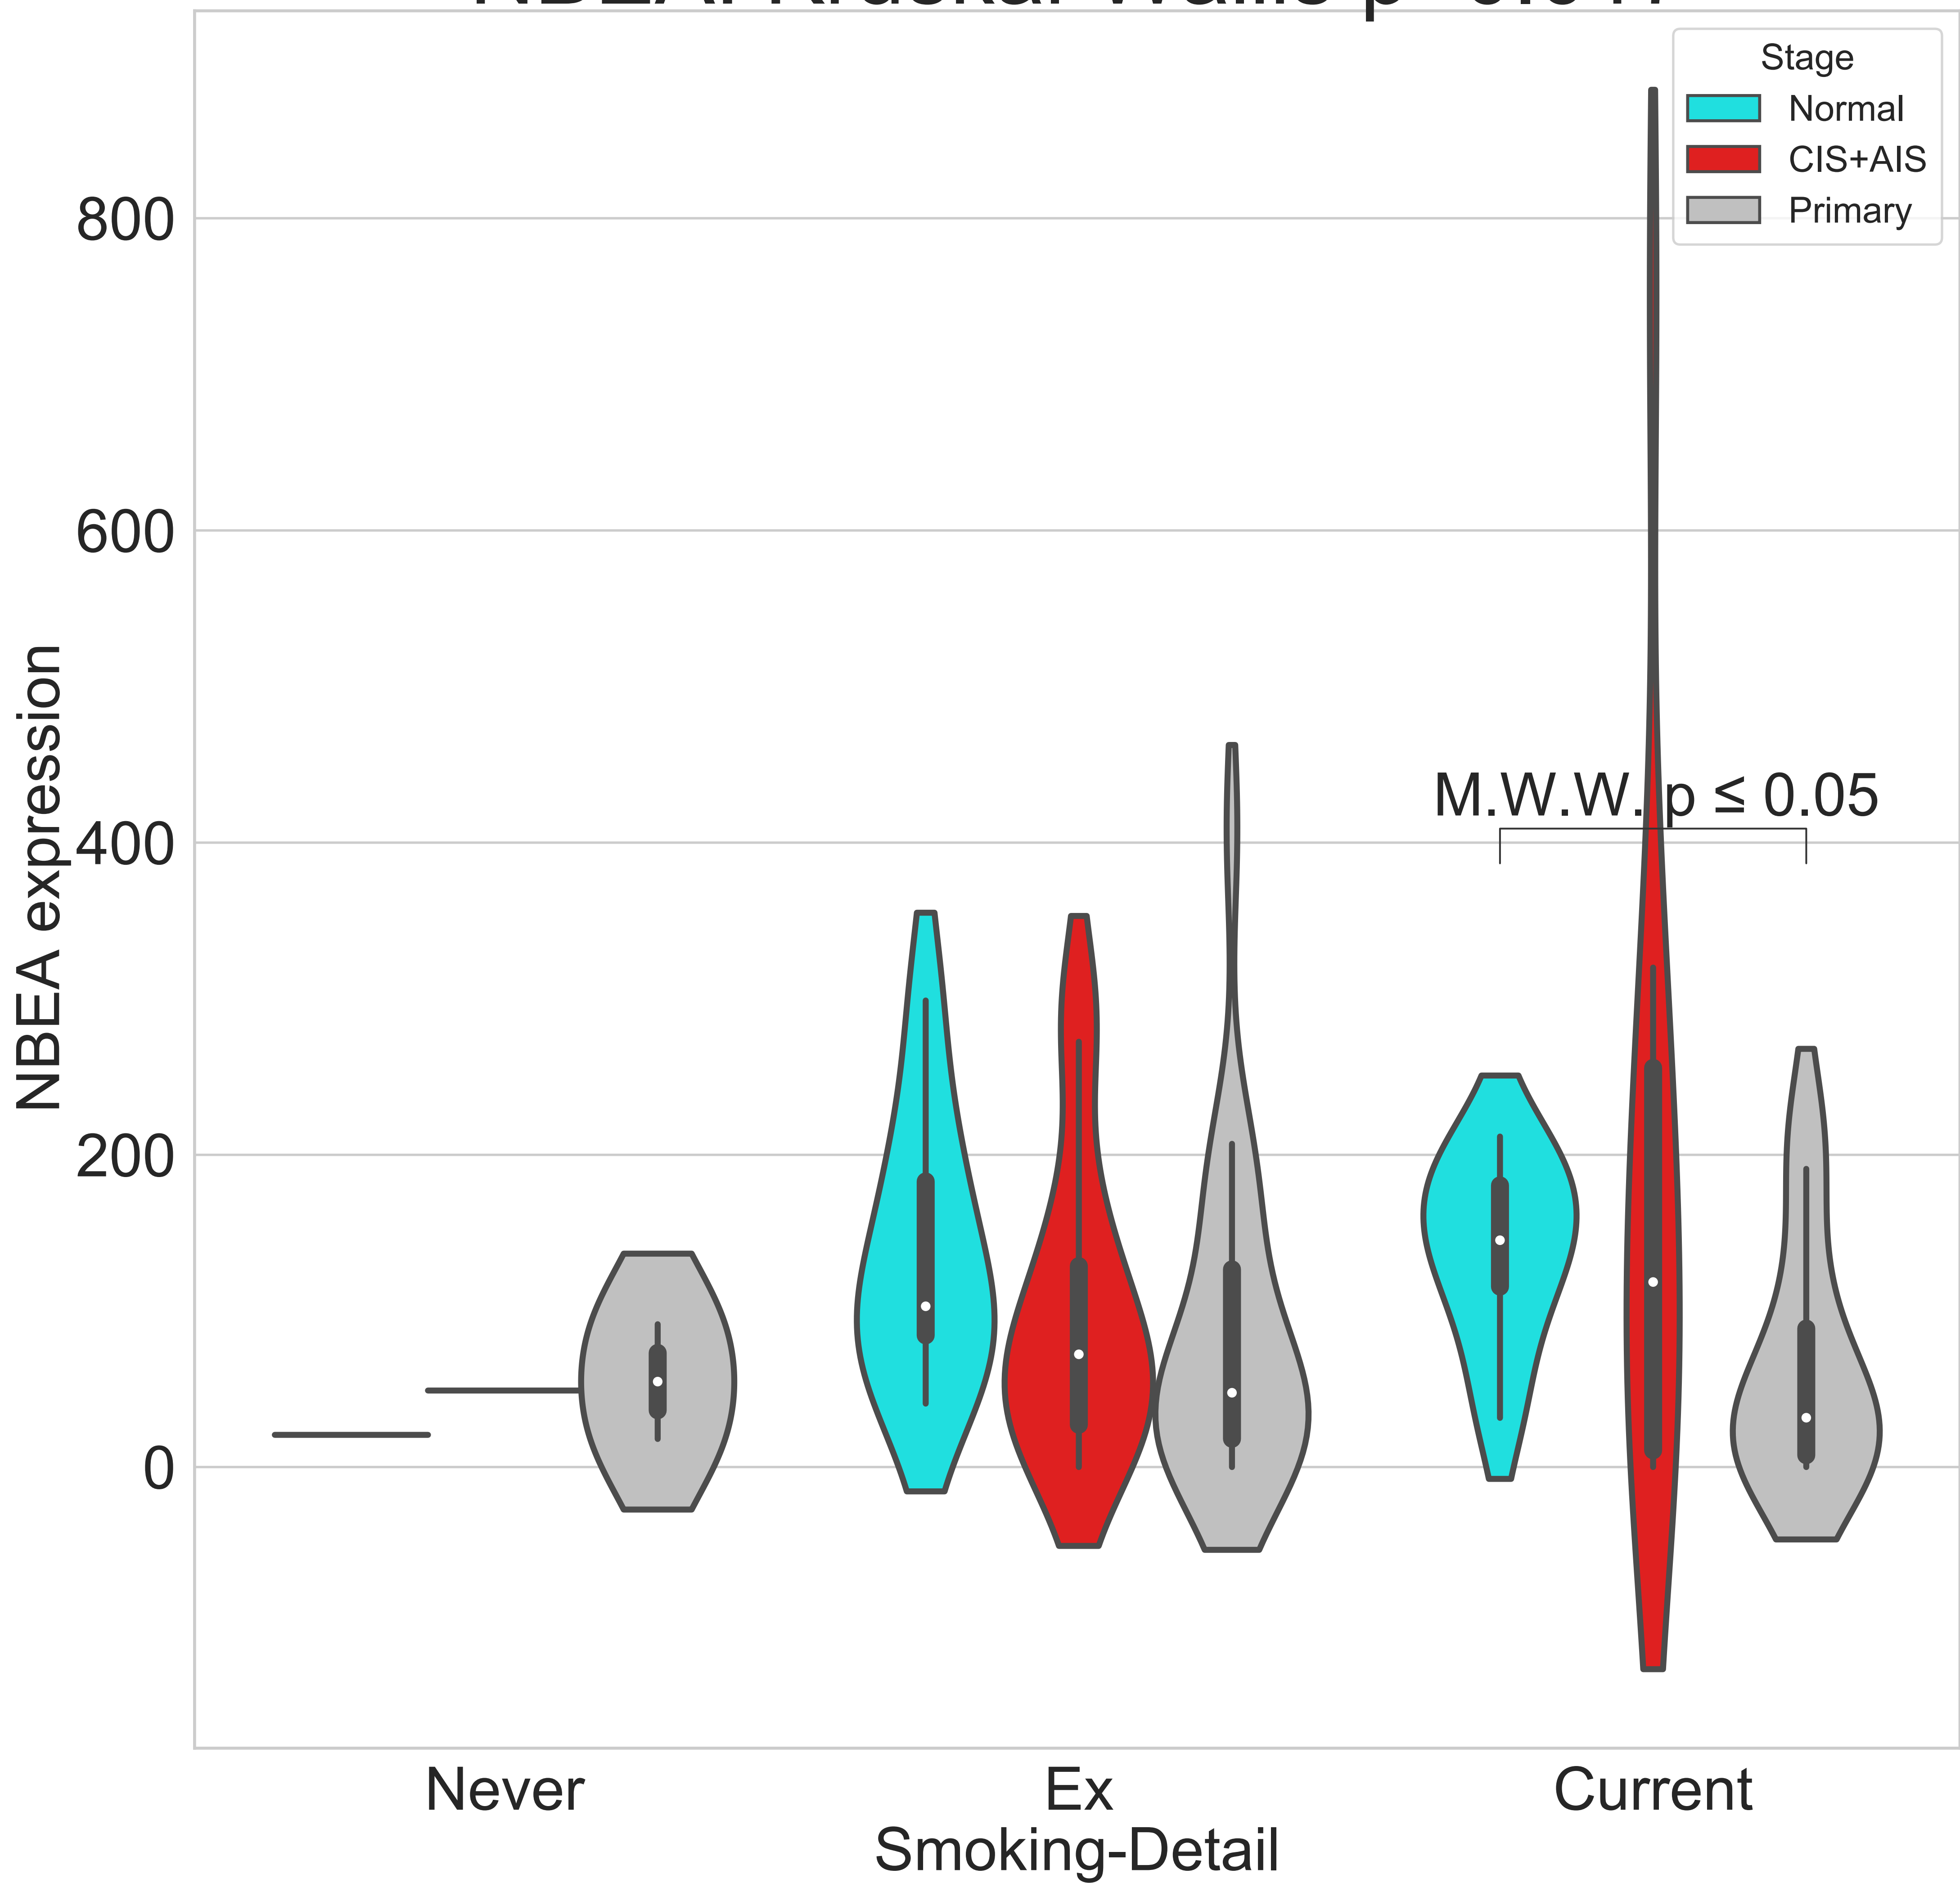 Stage
Normal
CIS+AIS
Primary
800
600
400
200
0
NBEA expression
M.W.W. p ≤ 0.05
Never
Ex
Current
Smoking-Detail